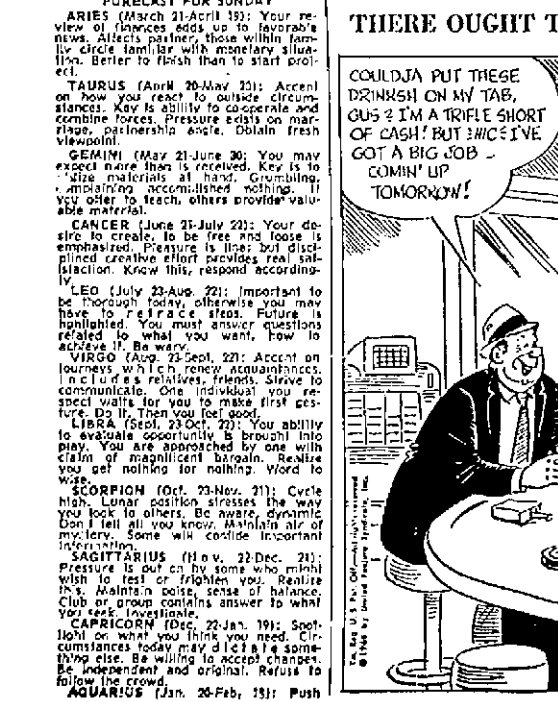 FORECAST FOR SUNDAY
ARIES (March 21-April 19): Your re-
view of finances adds up to favorable
news. Affects partner, those within fam-
ily circle familiar with monetary situa-
tion. Better to finish than to start proj-
ect.
TAURUS (April 20-May 20): Accent
on how you react to outside circum-
stances. Key is ability to co-operate and
combine forces. Pressure exists on mar-
riage, partnership angle. Obtain fresh
viewpoint.
GEMINI (May 21-June 20): You may
expect more than is received. Key is to
materials at hand. Grumbling,
complaining accomplished nothing. If
you offer to teach, others provide valu-
able material.
CANCER (June 21-July 22): Your de-
sire to create, to be free and loose is
emphasized. Pleasure is fine; but disci-
plined creative effort provides real sat-
isfaction. Know this, respond according-
ly.
LEO (July 23-Aug. 22): Important to
be thorough today, otherwise you may
have to retrace steps. Future is
highlighted. You must answer questions
related to what you want, how to
achieve it. Be wary.
VIRGO (Aug. 23-Sept. 22): Accent on
journeys which renew acquaintances.
Includes relatives, friends. Strive to
communicate. One individual you re-
spect waits for you to make first ges-
ture. Do it. Then you feel good.
LIBRA (Sept. 23-Oct. 22): You ability
to evaluate opportunity is brought into
play. You are approached by one with
claim of magnificent bargain. Realize
you get nothing for nothing. Word to
wise.
SCORPION (Oct. 23-Nov. 21): Cycle
high. Lunar position stresses the way
you look to others. Be aware, dynamic
Don't tell all you know. Maintain air of
mystery. Some will confide important
information.
SAGITTARIUS (Nov. 22-Dec. 21):
Pressure is put on by some who might
wish to test or frighten you. Realize
this. Maintain poise, sense of balance.
Club or group contains answer to what
you seek. Investigate.
CAPRICORN (Dec. 22-Jan. 19): Spot-
light on what you think you need. Cir-
cumstances today may dictate some-
thing else. Be willing to accept changes.
Be independent and original. Refuse to
follow the crowd.
AQUARIUS (Jan. 20-Feb. 18): Push
THERE OUGHT T
COULDJA PUT THESE
DRINKSH ON MY TAB,
GUS? I'M A TRIFLE SHORT
OF CASH! BUT SHICE I'VE
GOT A BIG JOB
COMIN' UP
TOMORROW!
Tm. Reg U. S. Pat. Off.—All rights reserved
© 1966 by United Feature Syndicate, Inc.